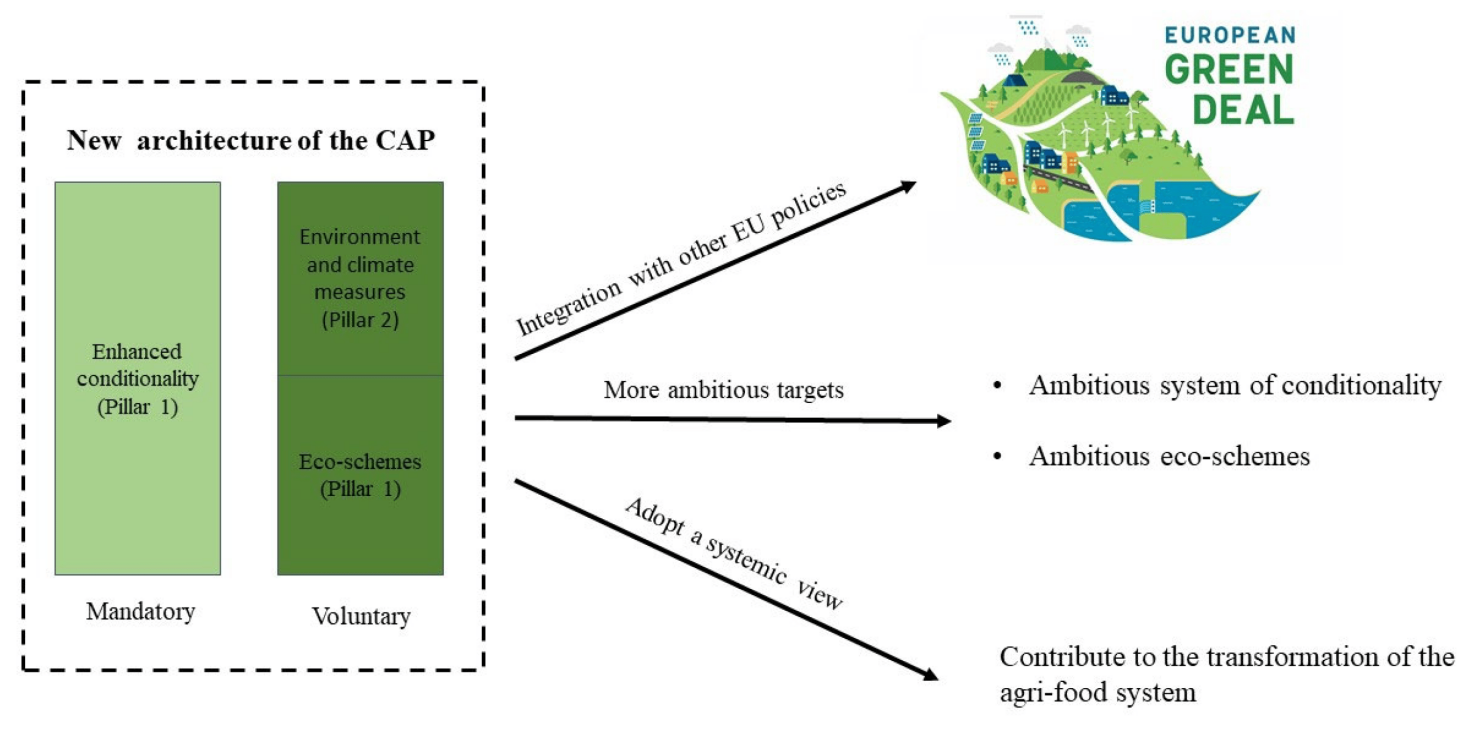 EUROPEAN
GREEN
DEAL
New architecture of the CAP
Enhanced
conditionality
(Pillar 1)
Environment
and climate
measures
(Pillar 2)
Eco-schemes
(Pillar 1)
Mandatory
Voluntary
Integration with other EU policies
More ambitious targets
• Ambitious system of conditionality
• Ambitious eco-schemes
Adopt a systemic view
Contribute to the transformation of the
agri-food system